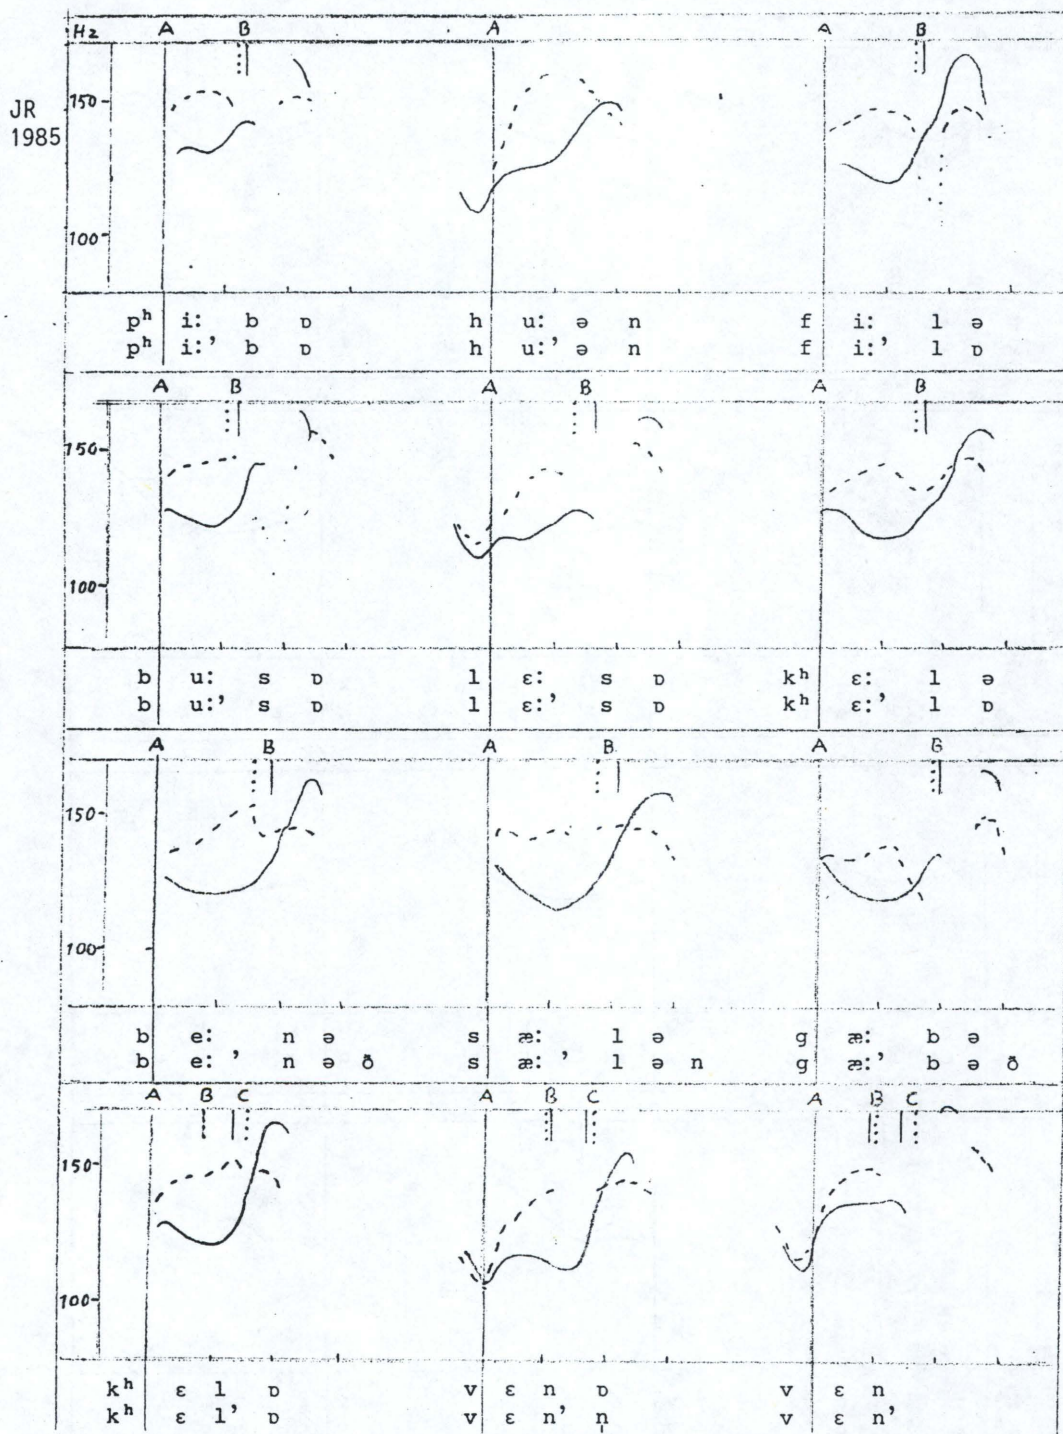 Hz A B A A B
JR
1985
150
100
pʰ i: b ɒ h u: ə n f i: l ə
pʰ i:’ b ɒ h u:’ ə n f i:’ l ɒ
A B A B A B
150
100
b u: s ɒ l ɛ: s ɒ kʰ ɛ: l ə
b u:’ s ɒ l ɛ:’ s ɒ kʰ ɛ:’ l ɒ
A B A B A B
150
100
b e: n ə s æ: l ə g æ: b ə
b e:’ n ə ð s æ:’ l ə n g æ:’ b ə ð
A B C A B C A B C
150
100
kʰ ɛ l ɒ v ɛ n ɒ v ɛ n
kʰ ɛ l’ ɒ v ɛ n’ n v ɛ n’